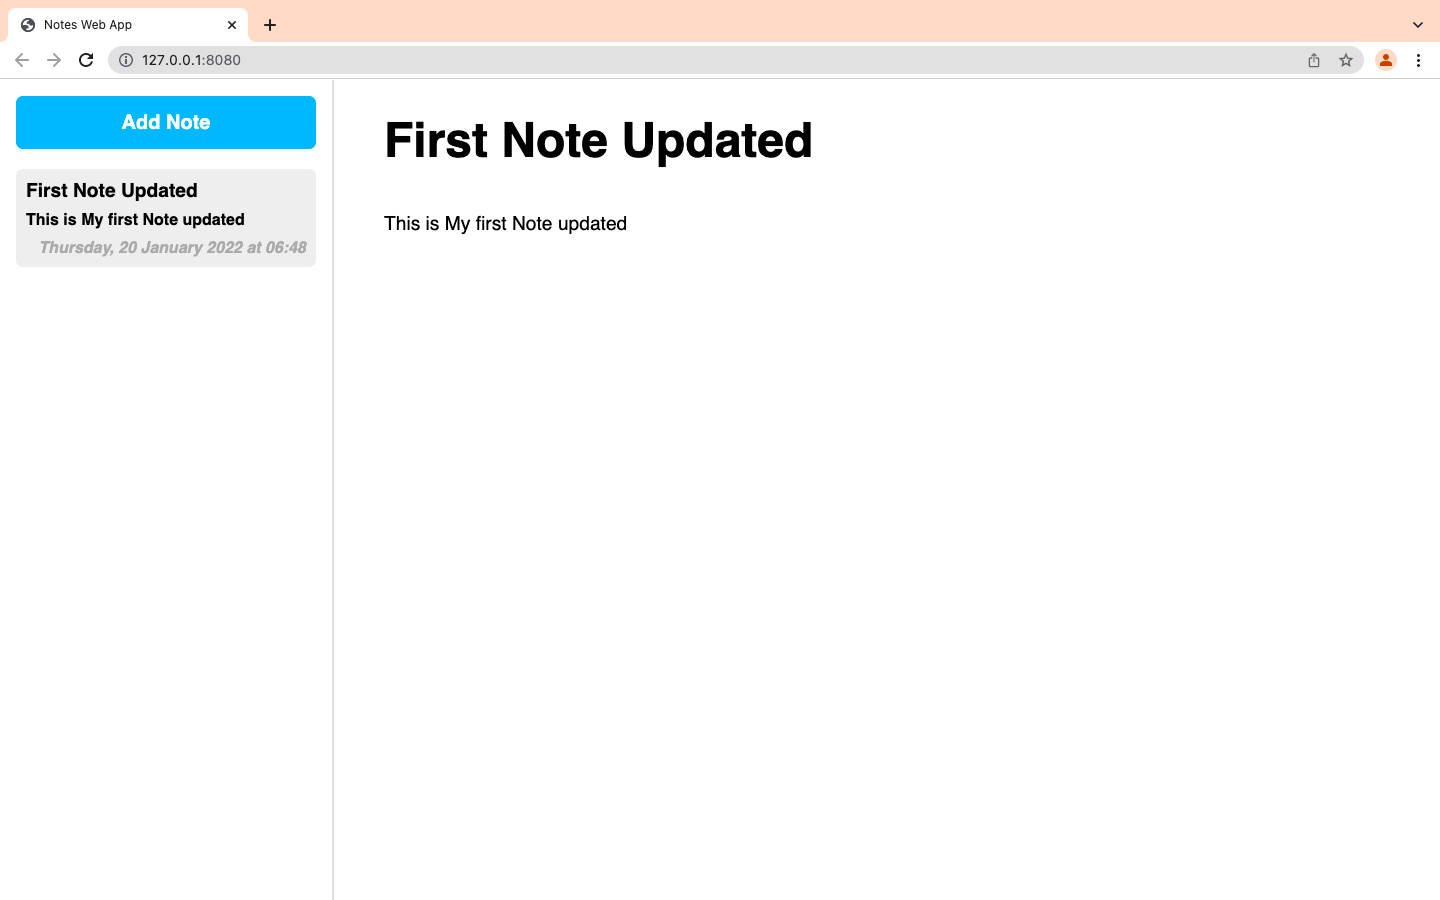 Notes Web App
127.0.0.1:8080
Add Note
First Note Updated
This is My first Note updated
Thursday, 20 January 2022 at 06:48
First Note Updated
This is My first Note updated